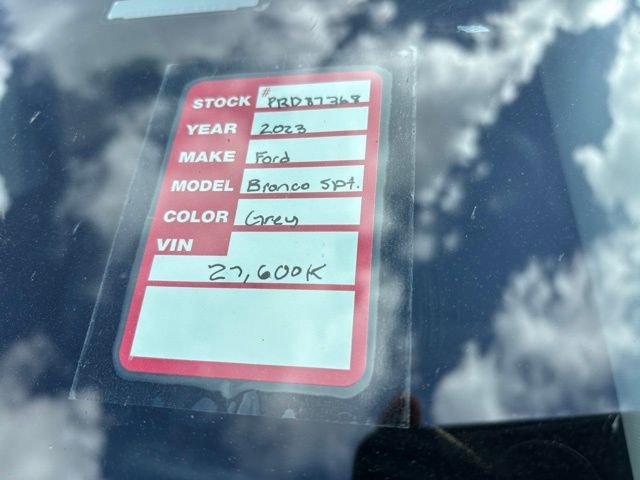 STOCK # PRD87368
YEAR 2023
MAKE Ford
MODEL Bronco Spt.
COLOR Grey
VIN
27,600K